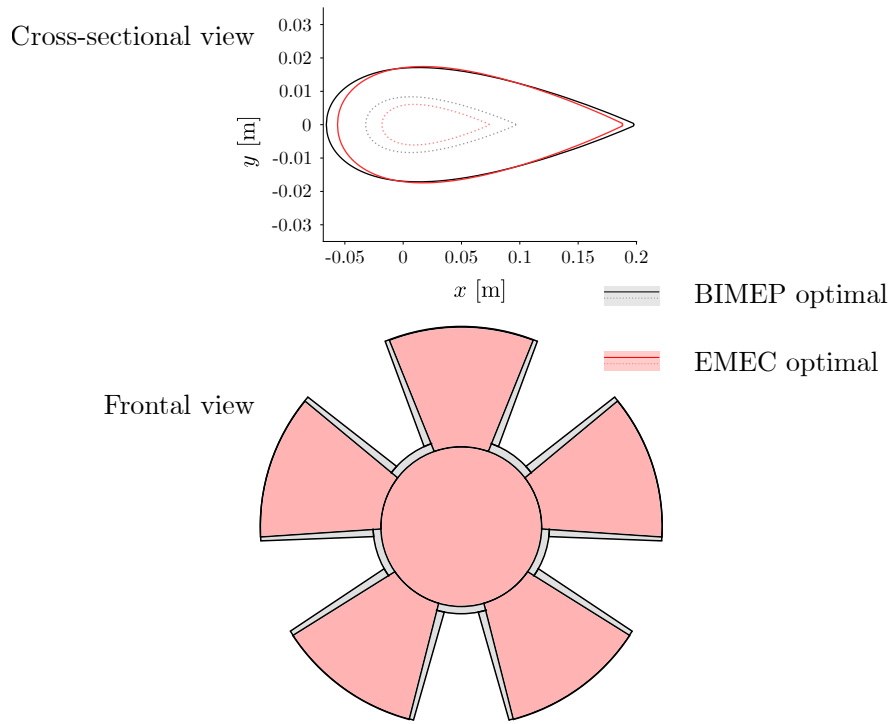 Cross-sectional view
0.03
0.02
0.01
0
-0.01
-0.02
-0.03
y [m]
-0.05 0 0.05 0.1 0.15 0.2
x [m]
BIMEP optimal
EMEC optimal
Frontal view